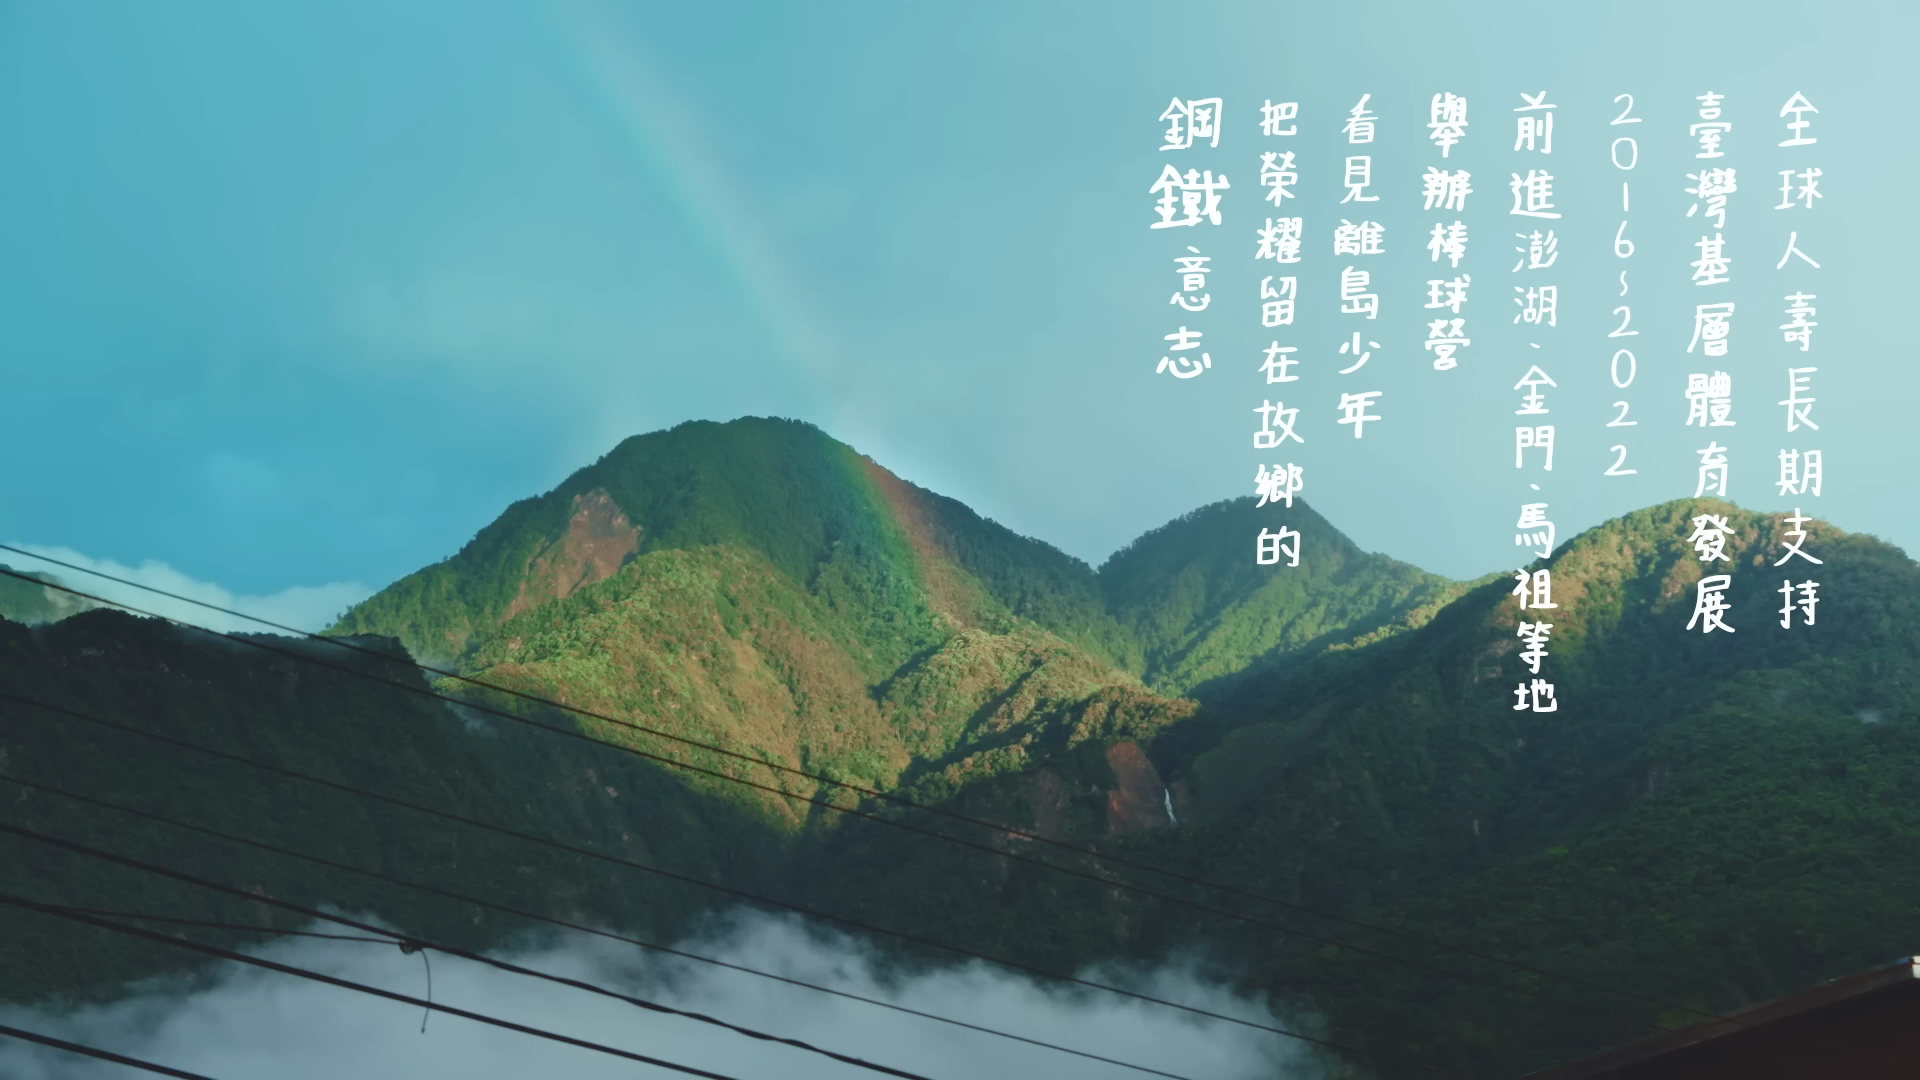 全球人壽長期支持
臺灣基層體育發展
2016~2022
前進澎湖、金門、馬祖等地
舉辦棒球營
看見離島少年
把榮耀留在故鄉的
鋼鐵意志